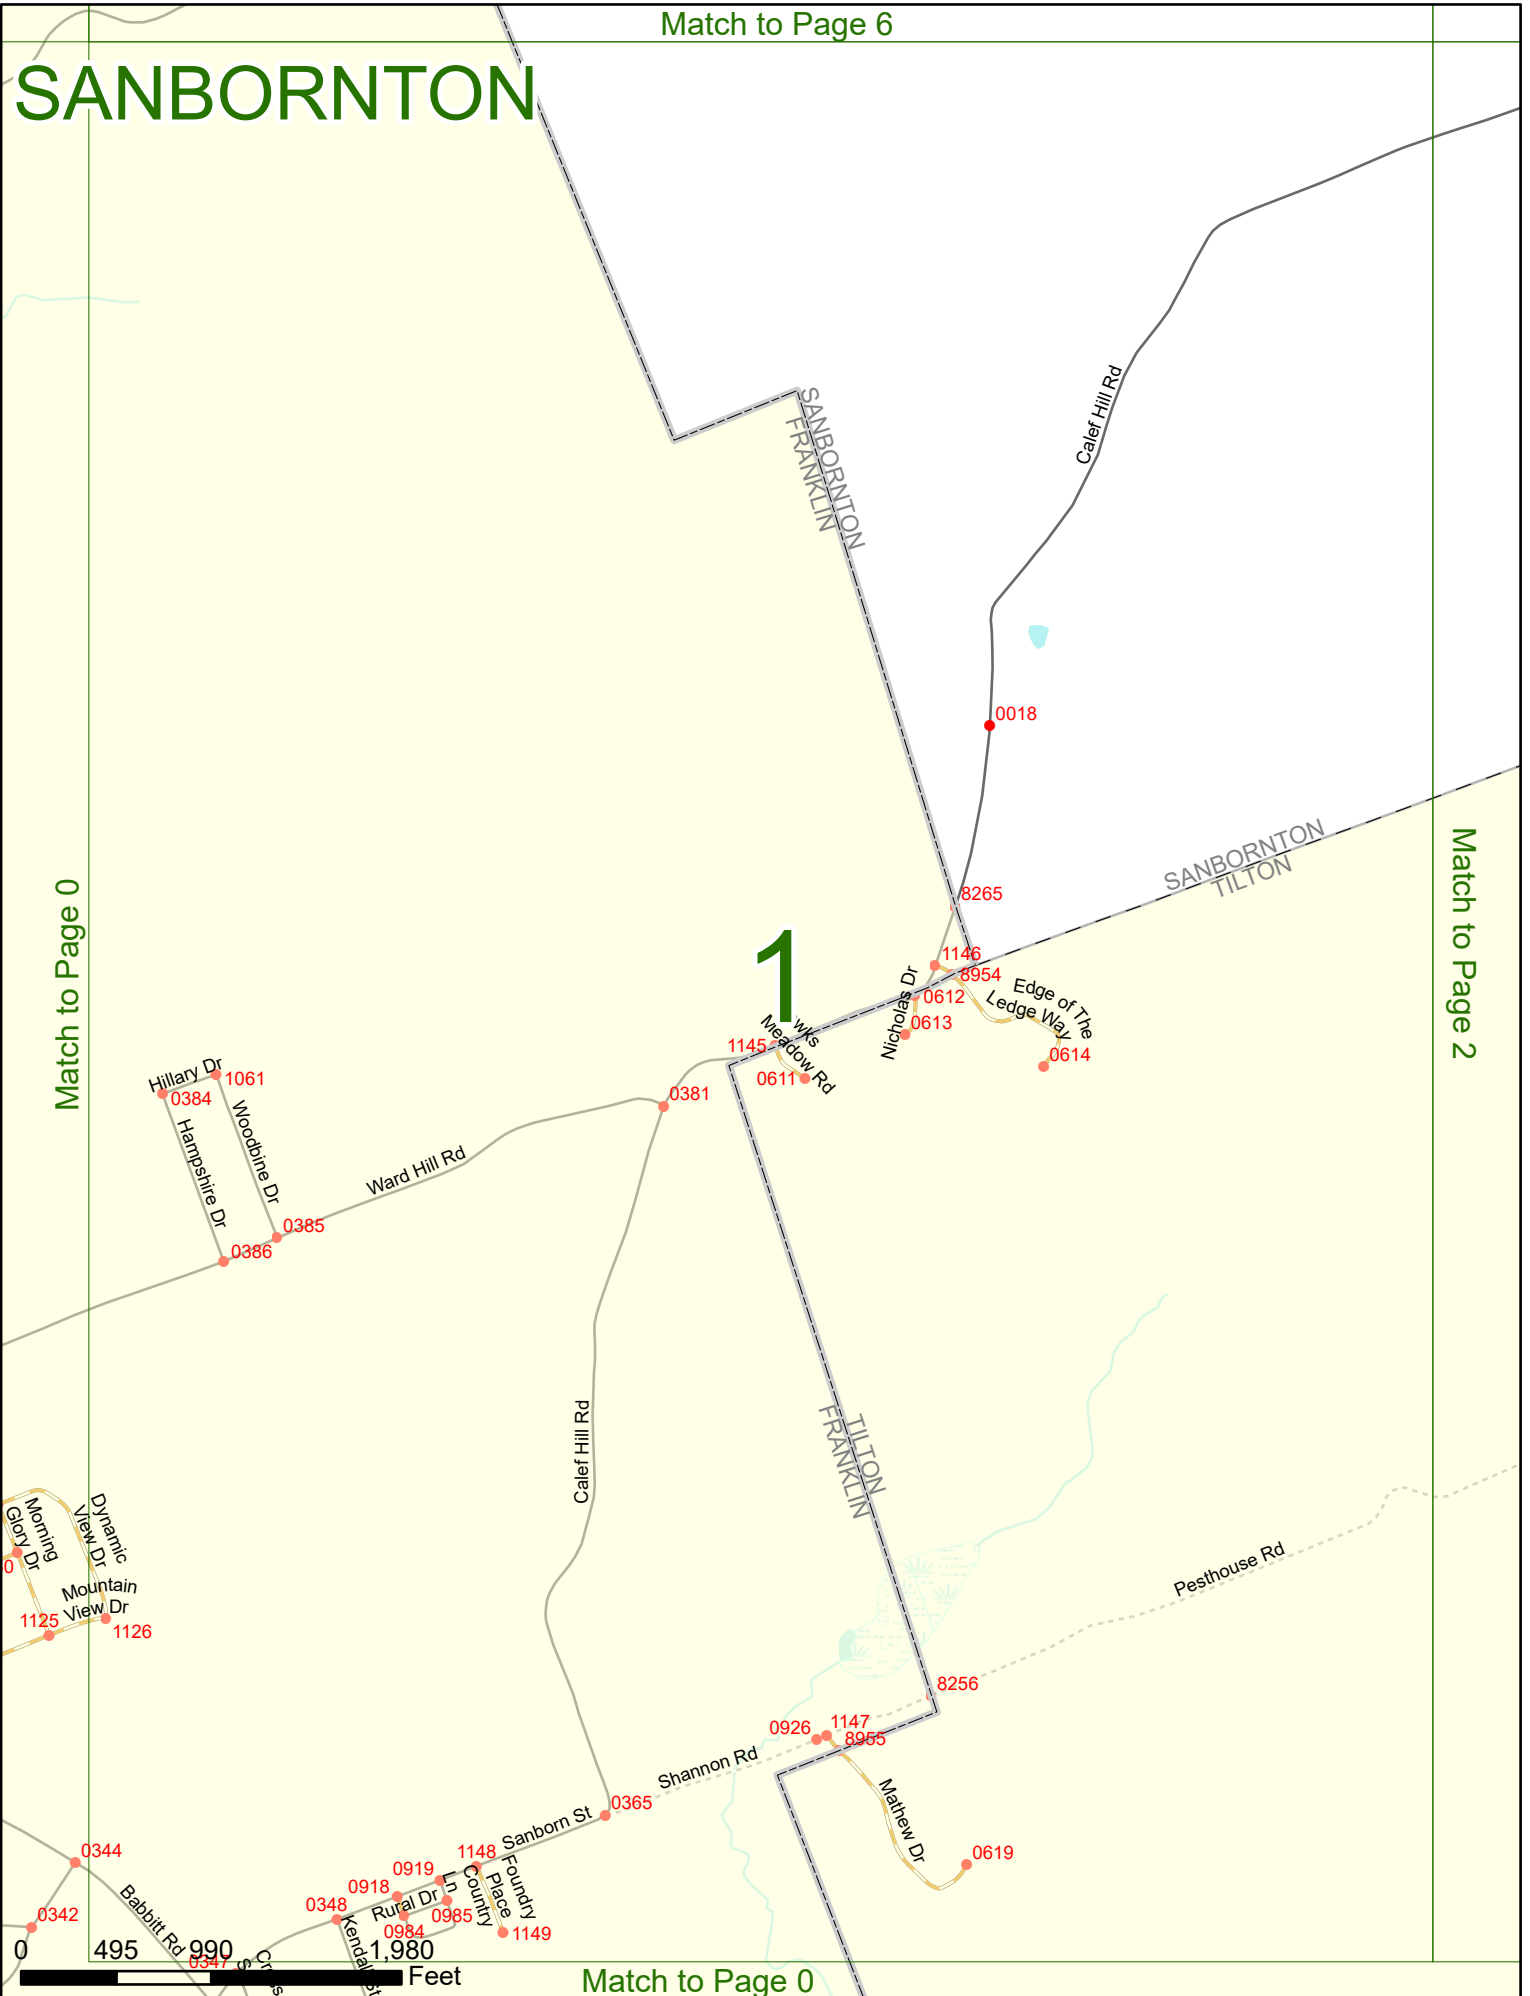 Match to Page 6
SANBORNTON
SANBORNTON
FRANKLIN
Calef Hill Rd
0018
SANBORNTON
TILTON
Match to Page 0
Match to Page 2
8265
1
1146
8954
Nicholas Dr
0612
0613
Edge of The
Ledge Way
0614
1145
Meadow Rd
0611
Hillary Dr
1061
0384
0381
Woodbine Dr
Hampshire Dr
Ward Hill Rd
0385
0386
Calef Hill Rd
TILTON
FRANKLIN
Dynamic
View Dr
Morning
Glory Dr
Mountain
View Dr
1125
1126
Pesthouse Rd
8256
0926
1147
8955
Shannon Rd
Mathew Dr
0365
Sanborn St
0619
0344
1148
0919
0918
Foundry
Place
Country
Ln
Rural Dr
0348
0985
0984
1149
0342
Babbitt Rd
Kendall St
0347
0 495 990 1,980
Feet
Match to Page 0